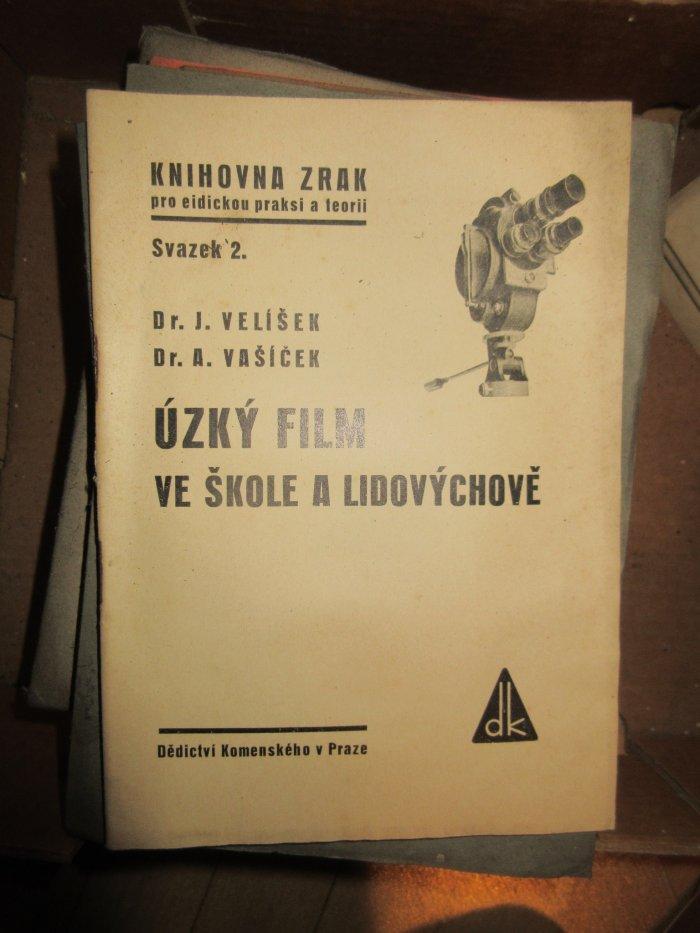 KNIHOVNA ZRAK
pro eidickou praksi a teorii
Svazek 2.
Dr. J. VELÍŠEK
Dr. A. VAŠÍČEK
ÚZKÝ FILM
VE ŠKOLE A LIDOVÝCHOVĚ
dk
Dědictví Komenského v Praze